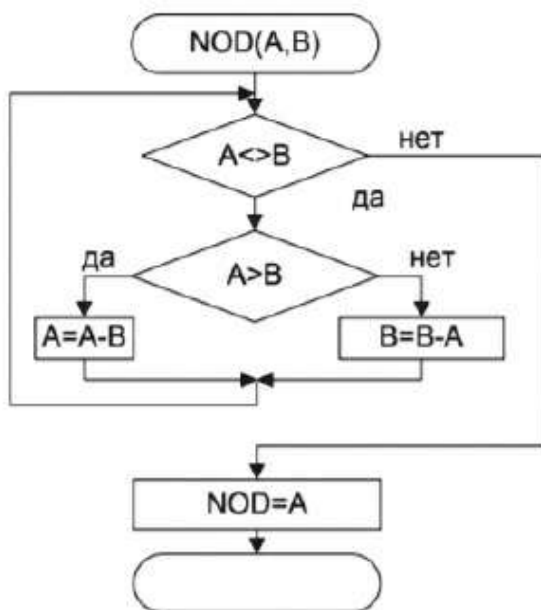 NOD(A,B)
A<>B
нет
да
да
A>B
нет
A=A-B
B=B-A
NOD=A